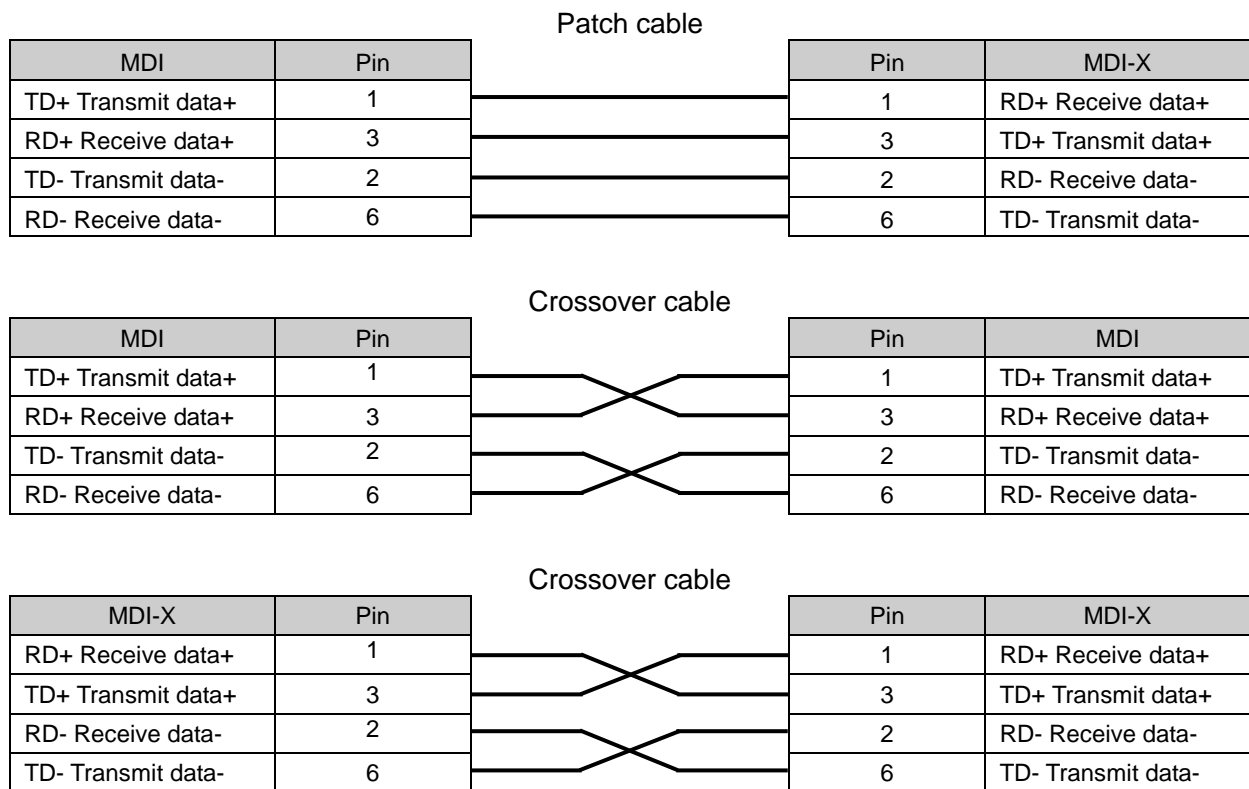 Patch cable
MDI Pin Pin MDI-X
TD+ Transmit data+ 1 1 RD+ Receive data+
RD+ Receive data+ 3 3 TD+ Transmit data+
TD- Transmit data- 2 2 RD- Receive data-
RD- Receive data- 6 6 TD- Transmit data-
Crossover cable
MDI Pin Pin MDI
TD+ Transmit data+ 1 1 TD+ Transmit data+
RD+ Receive data+ 3 3 RD+ Receive data+
TD- Transmit data- 2 2 TD- Transmit data-
RD- Receive data- 6 6 RD- Receive data-
Crossover cable
MDI-X Pin Pin MDI-X
RD+ Receive data+ 1 1 RD+ Receive data+
TD+ Transmit data+ 3 3 TD+ Transmit data+
RD- Receive data- 2 2 RD- Receive data-
TD- Transmit data- 6 6 TD- Transmit data-